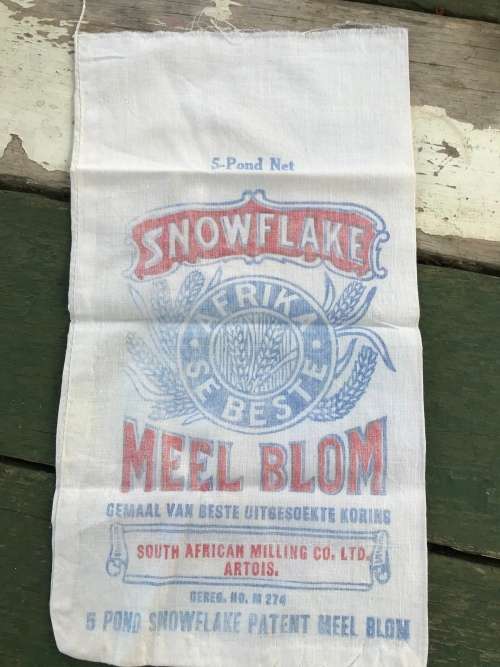 5-Pond Net
SNOWFLAKE
AFRIKA
SE BESTE
MEEL BLOM
GEMAAL VAN BESTE UITGESOEKTE KORING
SOUTH AFRICAN MILLING CO. LTD.
ARTOIS.
GEREG. NO. M 274
5 POND SNOWFLAKE PATENT MEEL BLOM